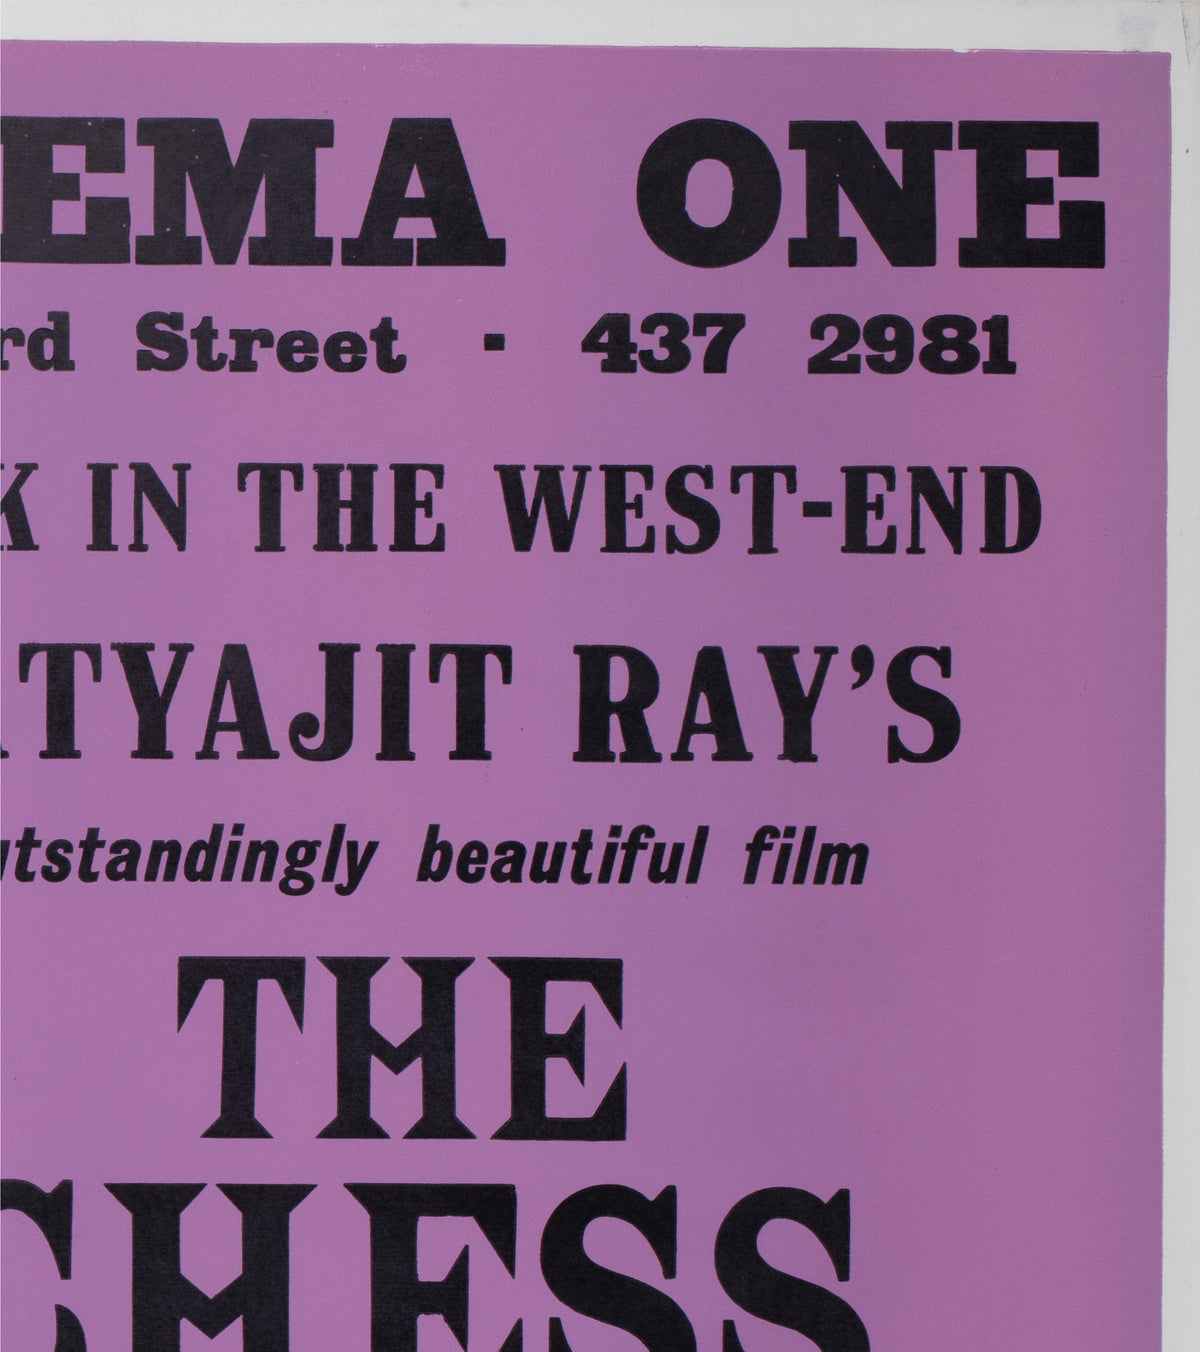 EMA ONE
rd Street · 437 2981
K IN THE WEST-END
TYAJIT RAY'S
tstandingly beautiful film
THE
CHESS